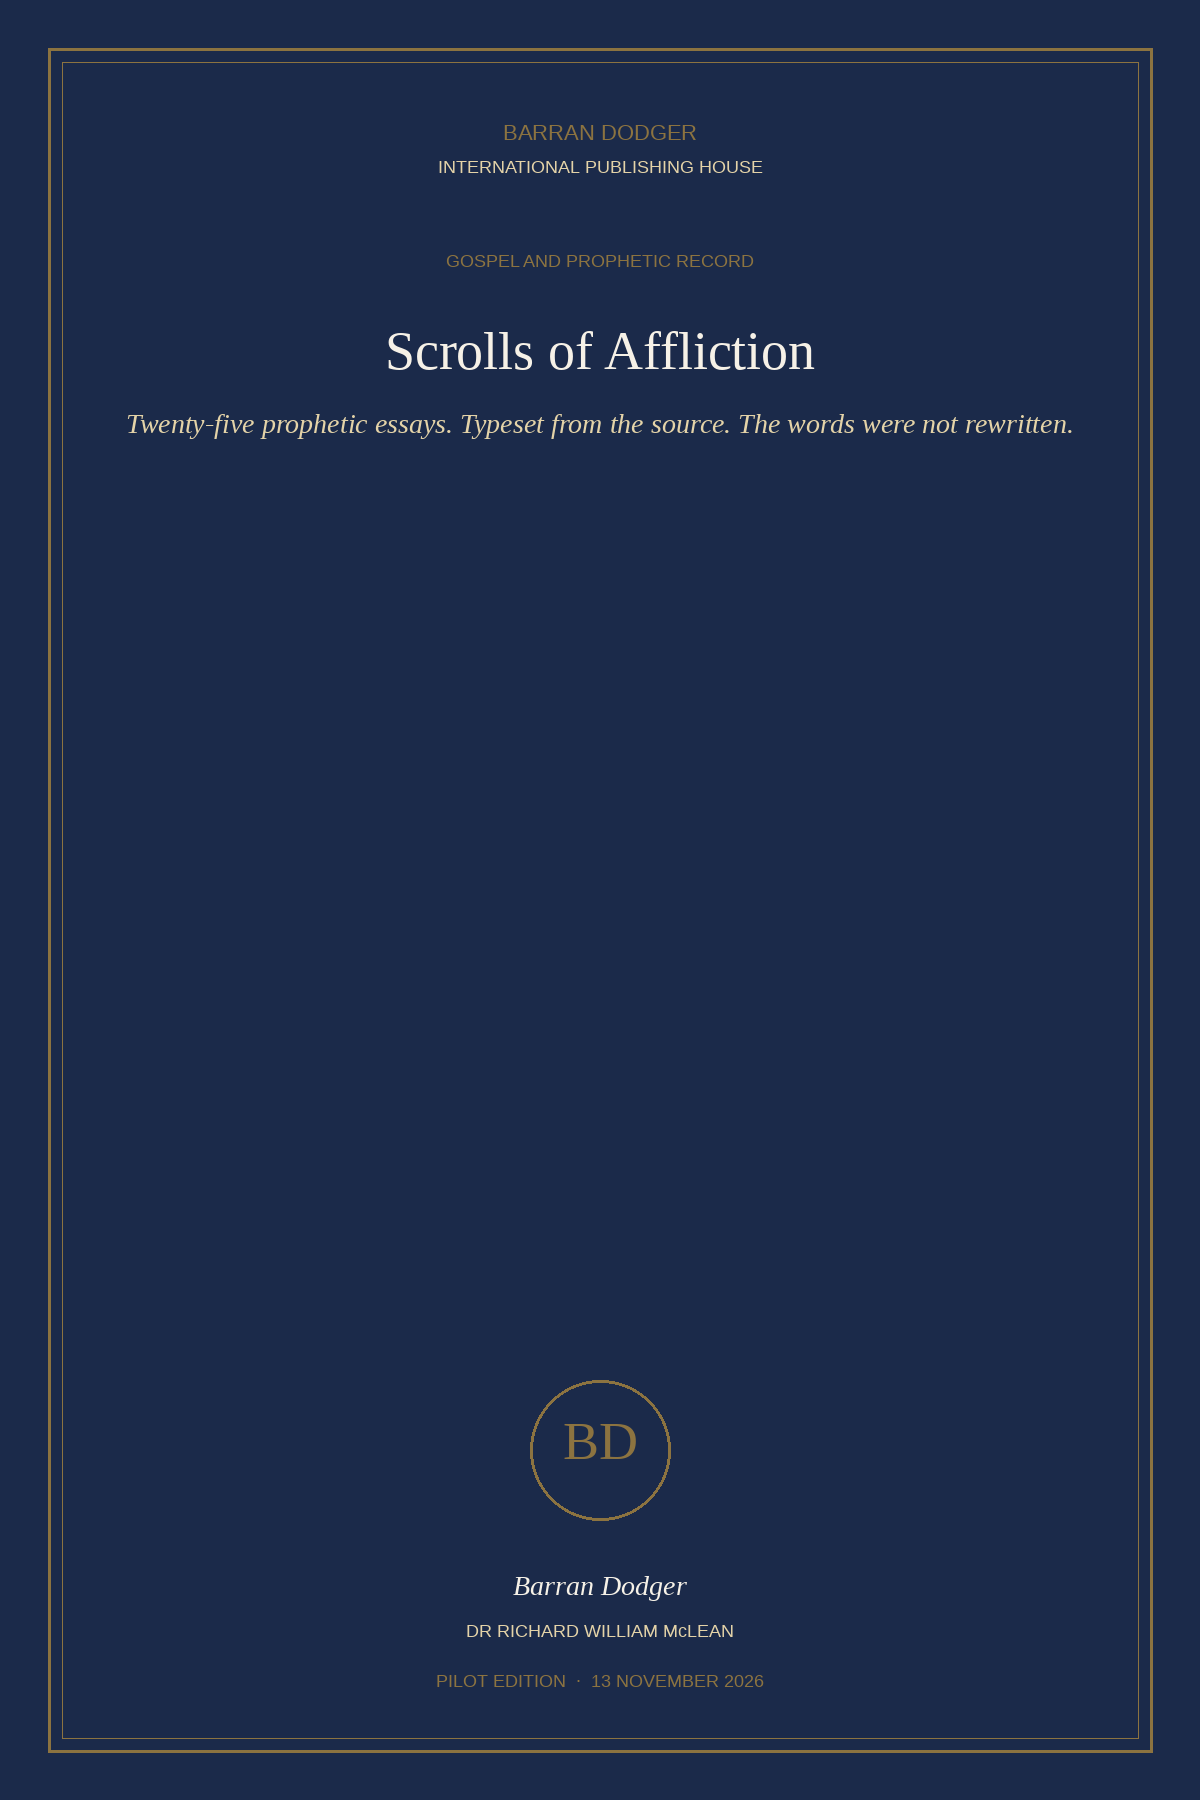 BARRAN DODGER
INTERNATIONAL PUBLISHING HOUSE
GOSPEL AND PROPHETIC RECORD
Scrolls of Affliction
Twenty-five prophetic essays. Typeset from the source. The words were not rewritten.
BD
Barran Dodger
DR RICHARD WILLIAM McLEAN
PILOT EDITION · 13 NOVEMBER 2026